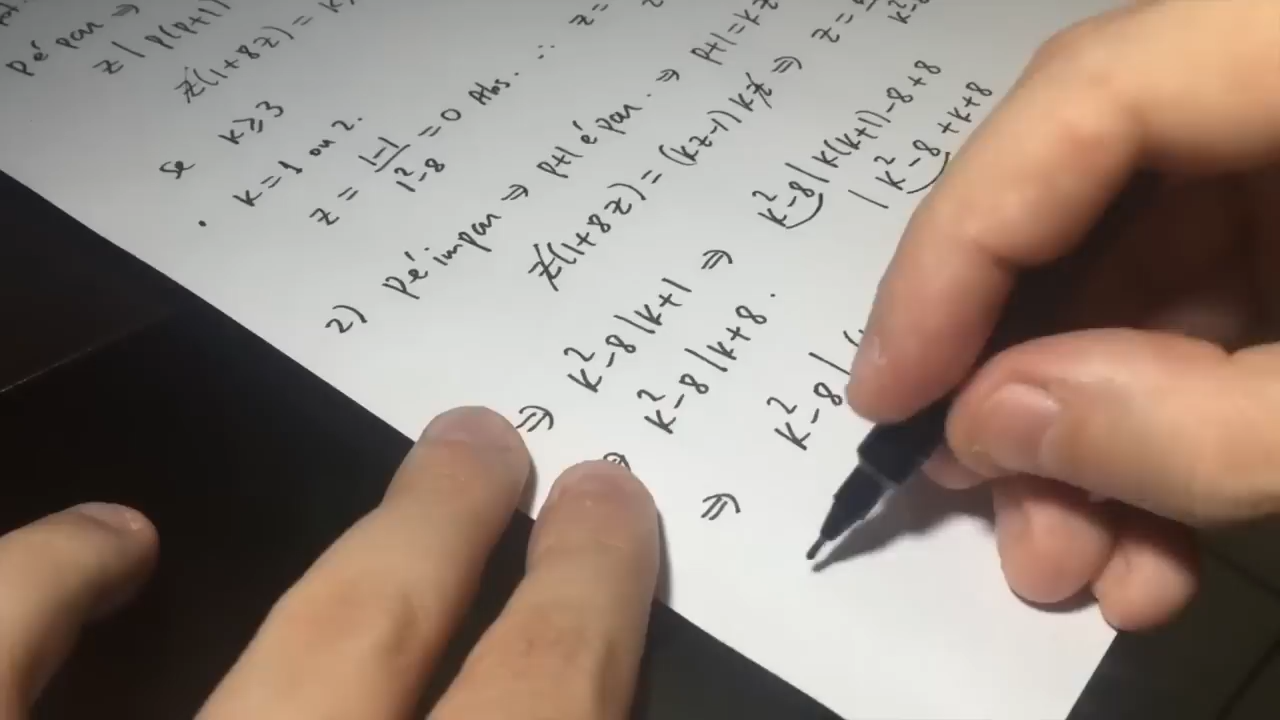 p é par ⇒
z | p(p+1)
z(1+8z) = k
Se k ≥ 3
. k = 1 ou 2.
z = (1-1)/(1²-8) = 0 Abs. ∴ z =
2) p é ímpar ⇒ p+1 é par. ⇒ p+1 = kz
z(1+8z) = (kz-1) kz ⇒ z =
⇒ k²-8 | k+1 ⇒ k²-8 | k(k+1)-8+8
| k²-8+k+8
⇒ k²-8 | k+8.
k²-8 | (
⇒